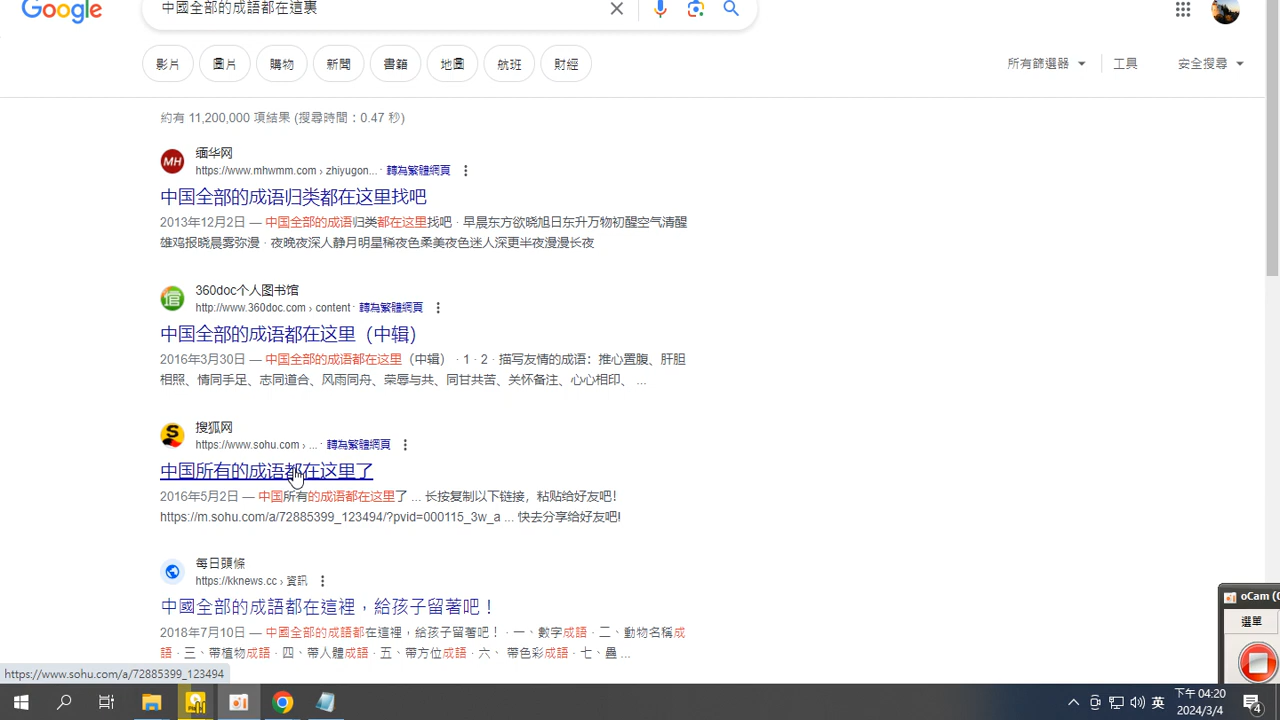 Google
中國全部的成語都在這裏
影片
圖片
購物
新聞
書籍
地圖
航班
財經
所有篩選器
工具
安全搜尋
約有 11,200,000 項結果 (搜尋時間：0.47 秒)
MH
缅华网
https://www.mhwmm.com › zhiyugon... · 轉為繁體網頁
中国全部的成语归类都在这里找吧
2013年12月2日 — 中国全部的成语归类都在这里找吧 · 早晨东方欲晓旭日东升万物初醒空气清醒
雄鸡报晓晨雾弥漫 · 夜晚夜深人静月明星稀夜色柔美夜色迷人深更半夜漫漫长夜
360doc个人图书馆
http://www.360doc.com › content · 轉為繁體網頁
中国全部的成语都在这里（中辑）
2016年3月30日 — 中国全部的成语都在这里（中辑） · 1 · 2 · 描写友情的成语：推心置腹、肝胆
相照、情同手足、志同道合、风雨同舟、荣辱与共、同甘共苦、关怀备注、心心相印、 ...
搜狐网
https://www.sohu.com › ... · 轉為繁體網頁
中国所有的成语都在这里了
2016年5月2日 — 中国所有的成语都在这里了 ... 长按复制以下链接，粘贴给好友吧！
https://m.sohu.com/a/72885399_123494/?pvid=000115_3w_a ... 快去分享给好友吧!
每日頭條
https://kknews.cc › 資訊
中國全部的成語都在這裡，給孩子留著吧！
2018年7月10日 — 中國全部的成語都在這裡，給孩子留著吧！ · 一、數字成語 · 二、動物名稱成
語 · 三、帶植物成語 · 四、帶人體成語 · 五、帶方位成語 · 六、 帶色彩成語 · 七、疊 ...
https://www.sohu.com/a/72885399_123494
oCam (
選單
英
下午 04:20
2024/3/4
4